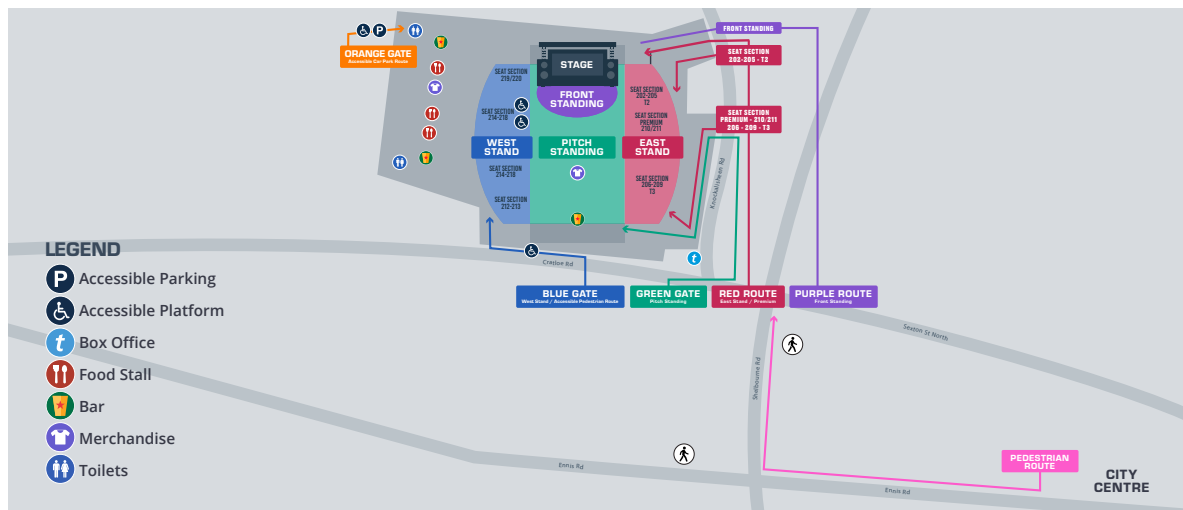 FRONT STANDING
ORANGE GATE
Accessible Car Park Route
P
SEAT SECTION
202-205 - T2
STAGE
SEAT SECTION
219/220
FRONT
STANDING
SEAT SECTION
202-205
T2
SEAT SECTION
214-218
SEAT SECTION
PREMIUM
210/211
SEAT SECTION
PREMIUM - 210/211
206 - 209 - T3
WEST
STAND
PITCH
STANDING
EAST
STAND
SEAT SECTION
214-218
SEAT SECTION
206-209
T3
SEAT SECTION
212-213
Knockalisheen Rd
t
Cratloe Rd
BLUE GATE
West Stand / Accessible Pedestrian Route
GREEN GATE
Pitch Standing
RED ROUTE
East Stand / Premium
PURPLE ROUTE
Front Standing
LEGEND
P Accessible Parking
Accessible Platform
t Box Office
Food Stall
Bar
Merchandise
Toilets
Sexton St North
Shelbourne Rd
Ennis Rd
Ennis Rd
PEDESTRIAN
ROUTE
CITY
CENTRE